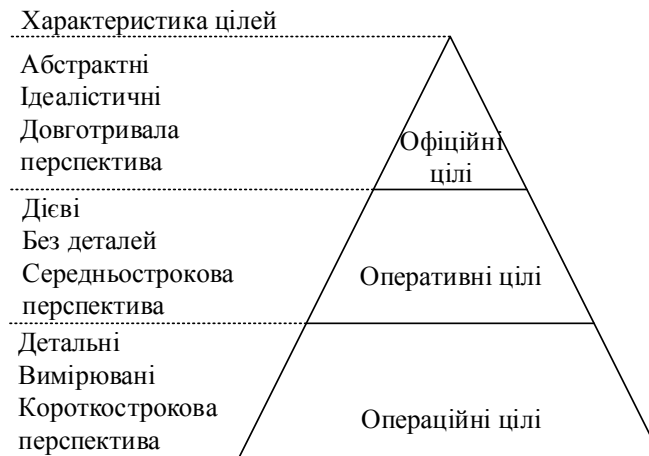 Характеристика цілей
Абстрактні
Ідеалістичні
Довготривала
перспектива
Офіційні
цілі
Дієві
Без деталей
Середньострокова
перспектива
Оперативні цілі
Детальні
Вимірювані
Короткострокова
перспектива
Операційні цілі